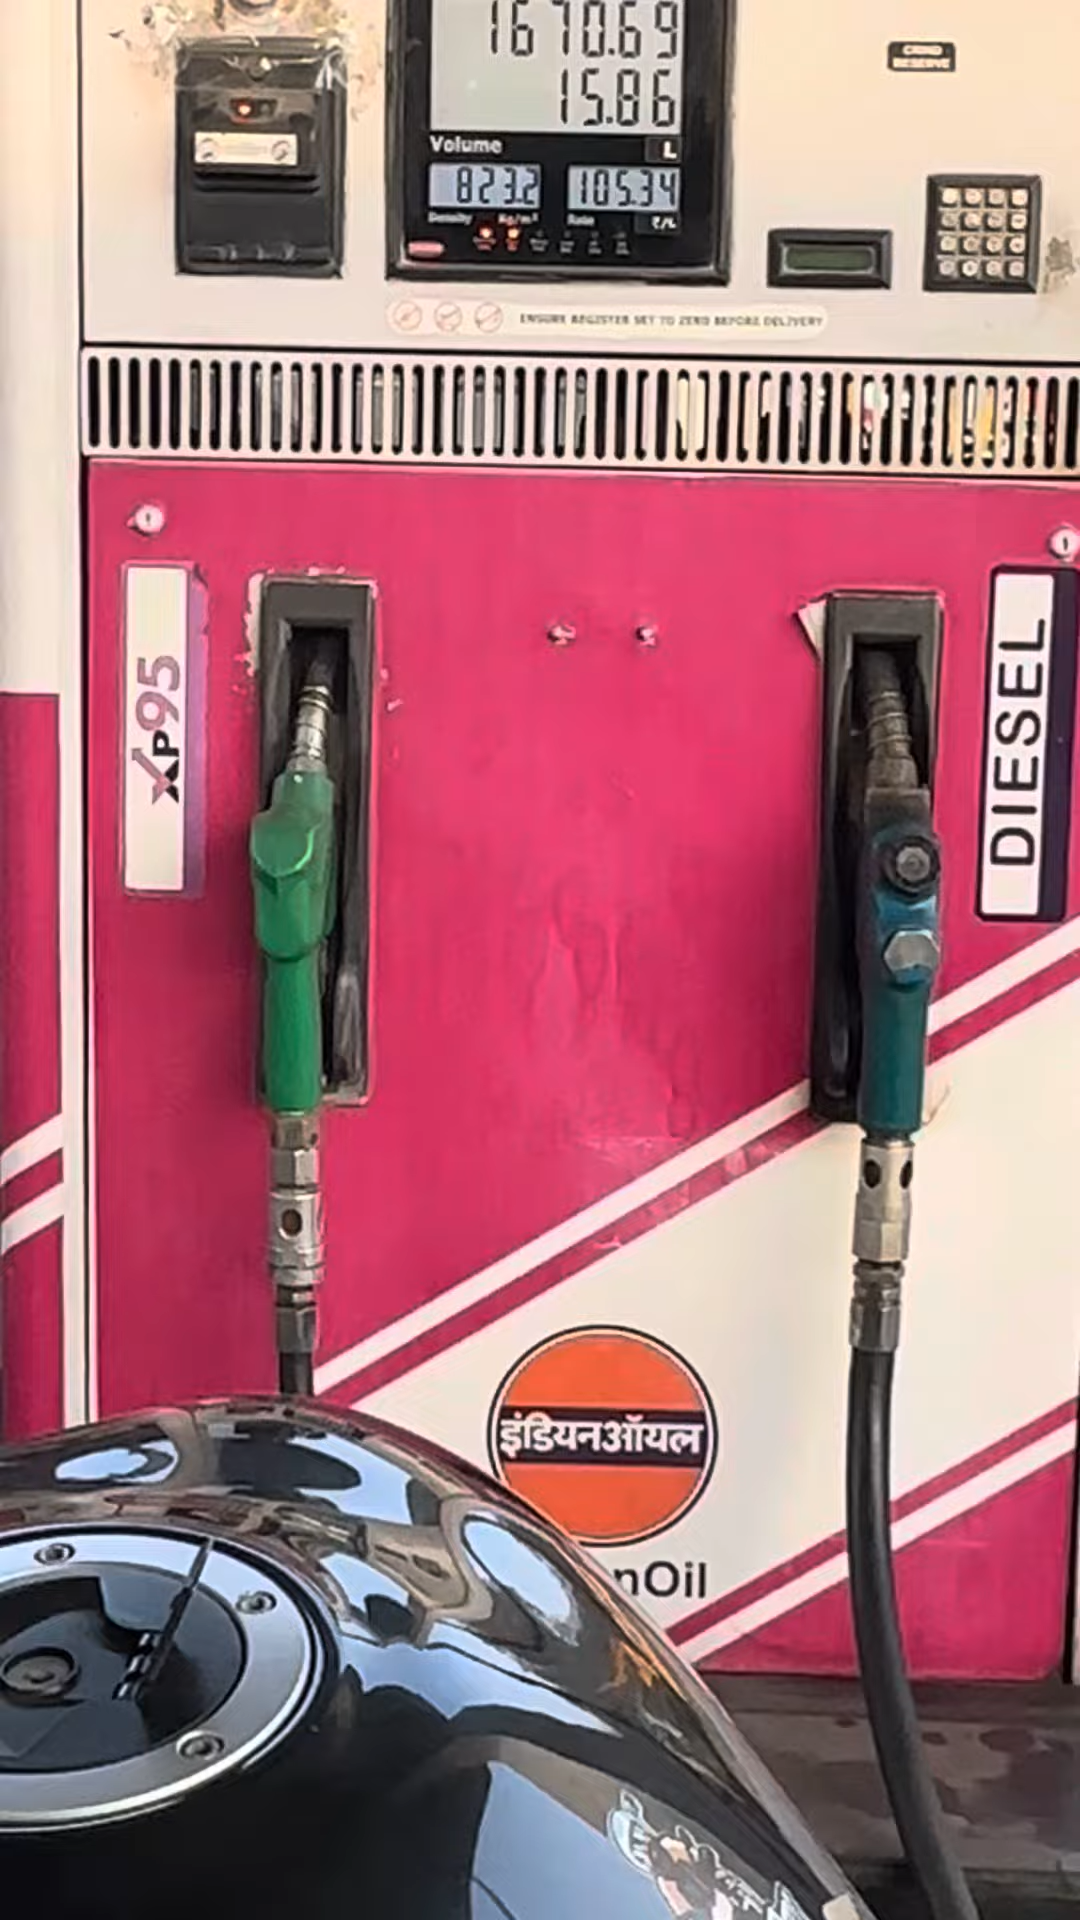 1670.69
15.86
Volume L
823.2 105.34
Density Kg/m³ Rate ₹/L
ENSURE REGISTER SET TO ZERO BEFORE DELIVERY
XP95
DIESEL
इंडियनऑयल
nOil